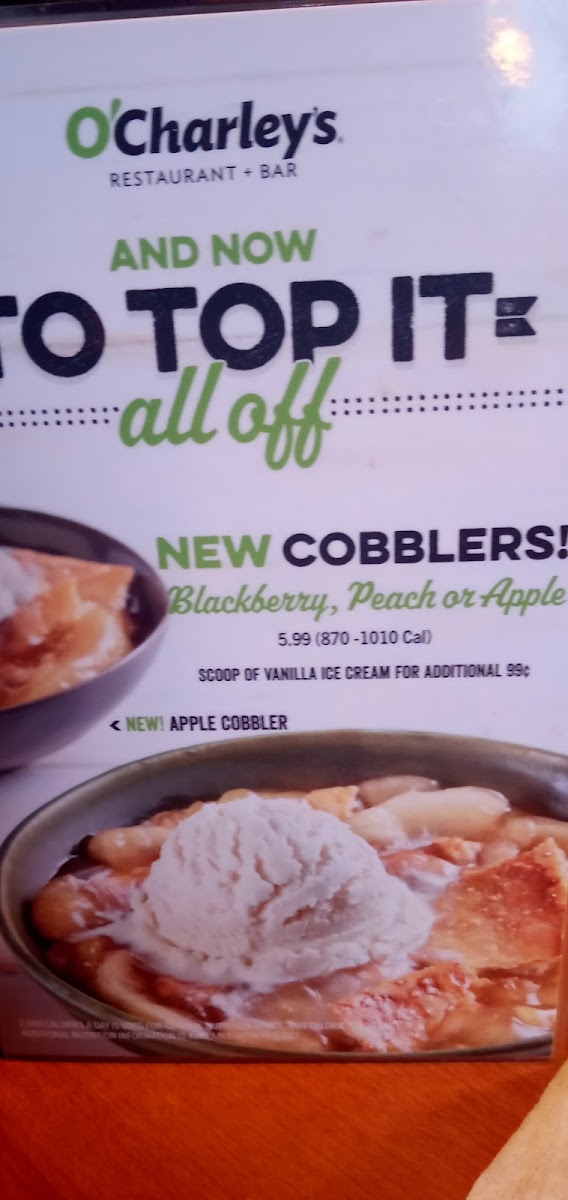 O'Charley's
RESTAURANT + BAR
AND NOW
TO TOP IT
all off
NEW COBBLERS!
Blackberry, Peach or Apple
5.99 (870 -1010 Cal)
SCOOP OF VANILLA ICE CREAM FOR ADDITIONAL 99¢
< NEW! APPLE COBBLER